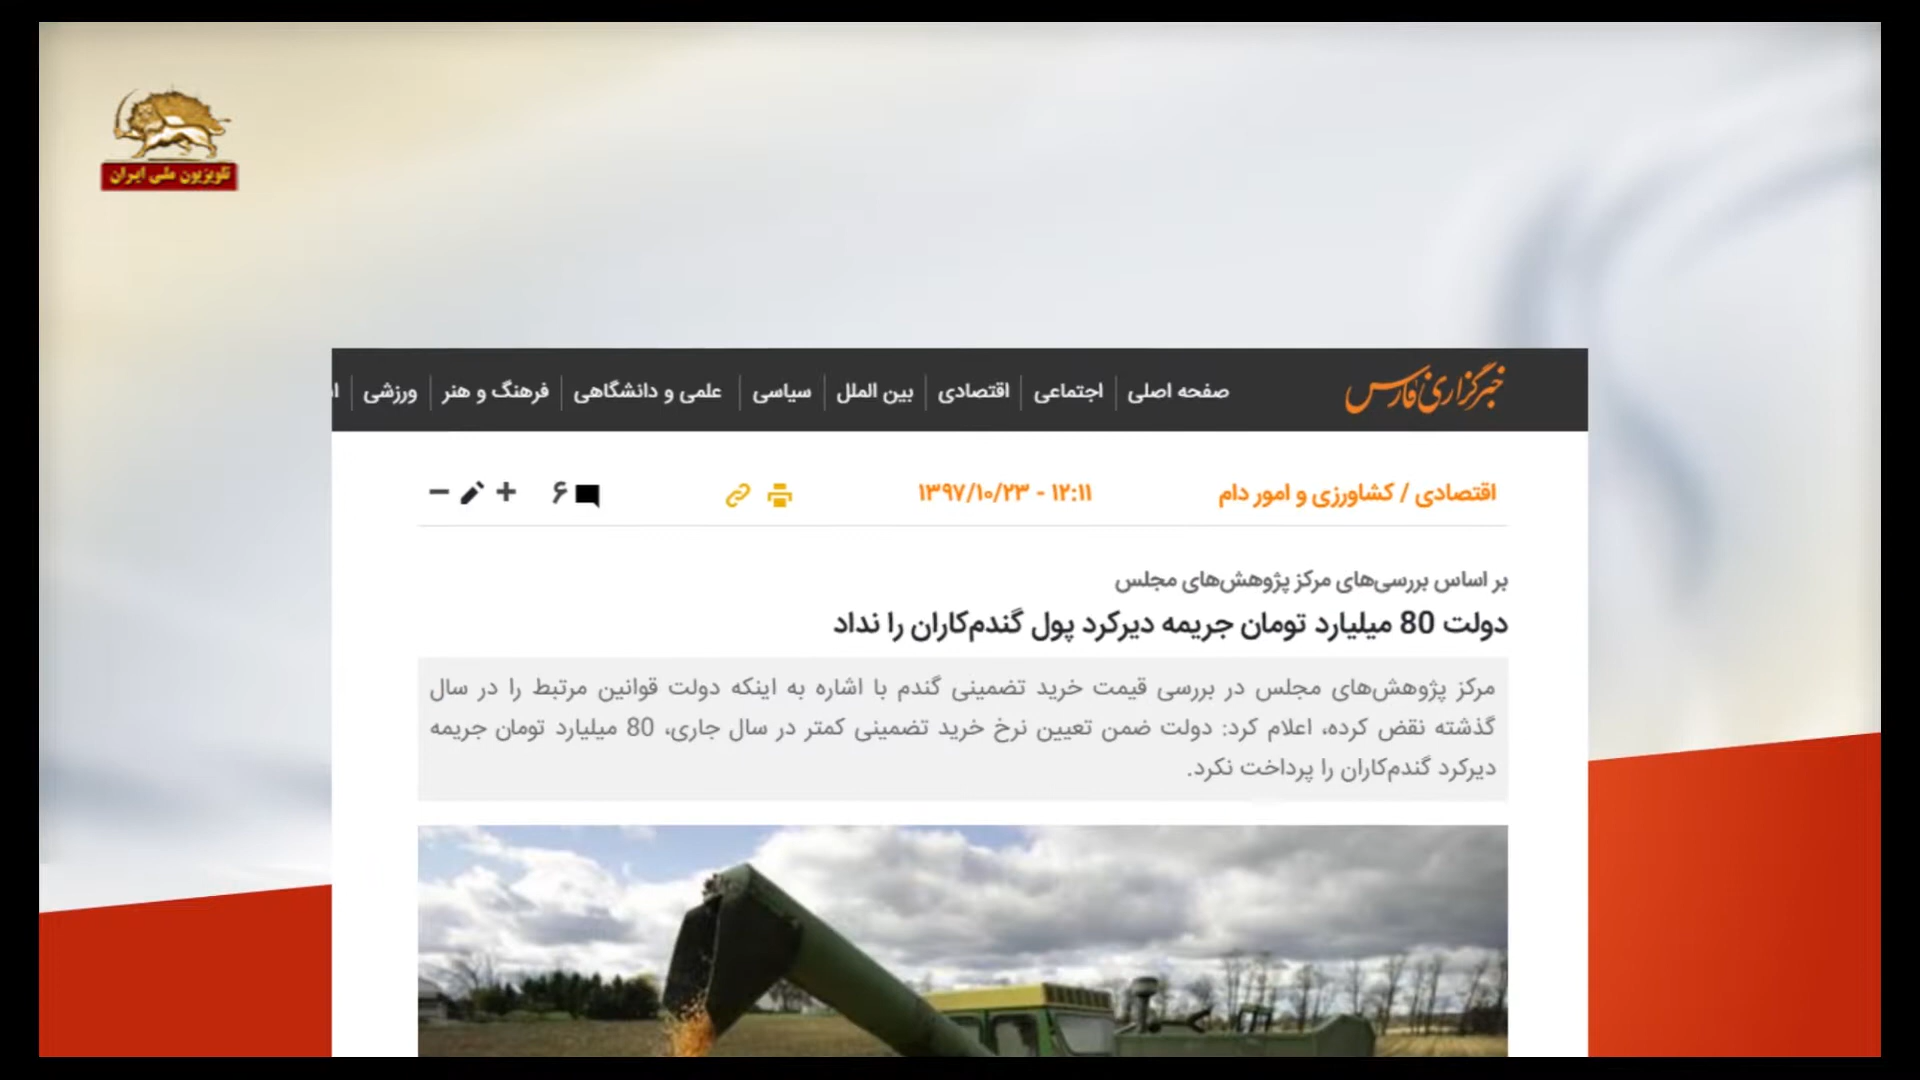 تلویزیون ملی ایران
خبرگزاری فارس
صفحه اصلی | اجتماعی | اقتصادی | بین الملل | سیاسی | علمی و دانشگاهی | فرهنگ و هنر | ورزشی
اقتصادی / کشاورزی و امور دام
۱۳۹۷/۱۰/۲۳ - ۱۲:۱۱
۶
بر اساس بررسی‌های مرکز پژوهش‌های مجلس
دولت 80 میلیارد تومان جریمه دیرکرد پول گندم‌کاران را نداد
مرکز پژوهش‌های مجلس در بررسی قیمت خرید تضمینی گندم با اشاره به اینکه دولت قوانین مرتبط را در سال
گذشته نقض کرده، اعلام کرد: دولت ضمن تعیین نرخ خرید تضمینی کمتر در سال جاری، 80 میلیارد تومان جریمه
دیرکرد گندم‌کاران را پرداخت نکرد.